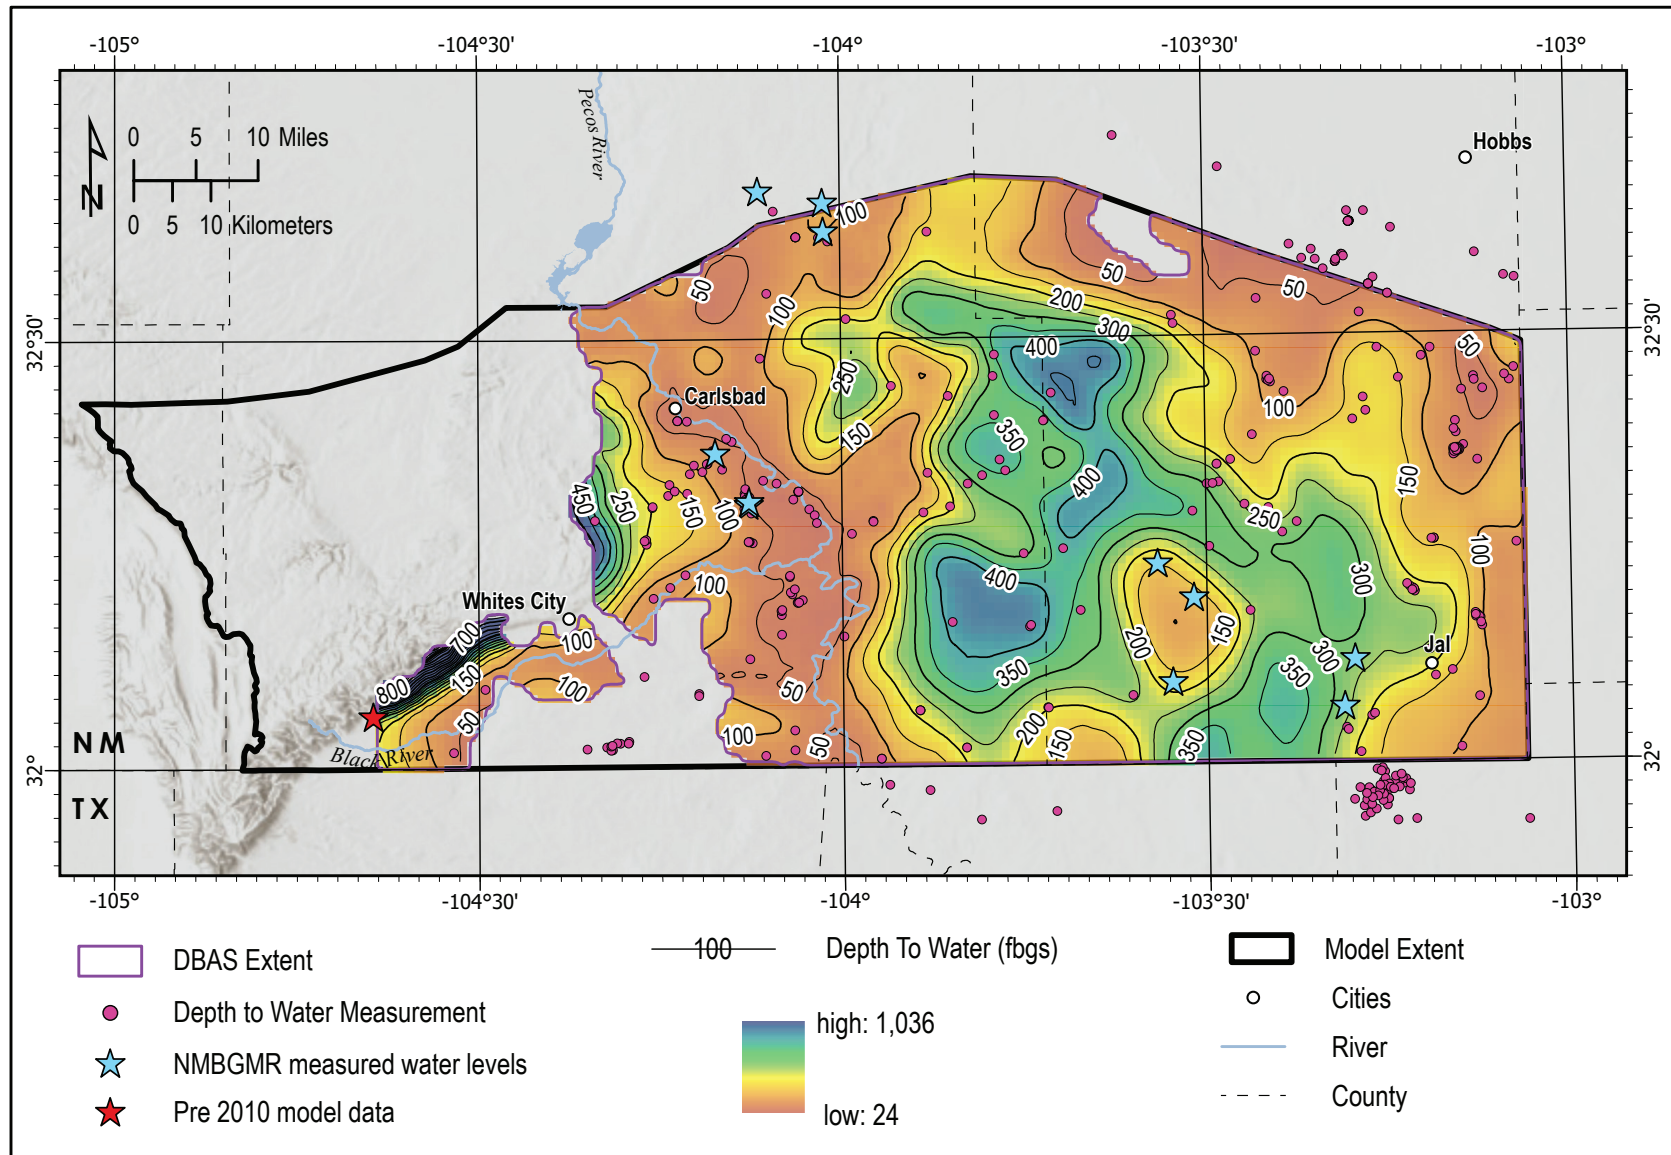 -105° -104°30' -104° -103°30' -103°
0 5 10 Miles
0 5 10 Kilometers
N
Pecos River
Hobbs
100
50
50
50
32°30' 32°30'
100
200
300
400
50
250
Carlsbad
100
150
350
400
150
450
250
150
100
250
100
400
300
Whites City
100
700
200
150
100
Jal
300
350
800
150
100
350
50
50
200
NM
100
50
150
350
Black River
32° 32°
TX
-105° -104°30' -104° -103°30' -103°
DBAS Extent
Depth to Water Measurement
NMBGMR measured water levels
Pre 2010 model data
100 Depth To Water (fbgs)
high: 1,036
low: 24
Model Extent
Cities
River
County